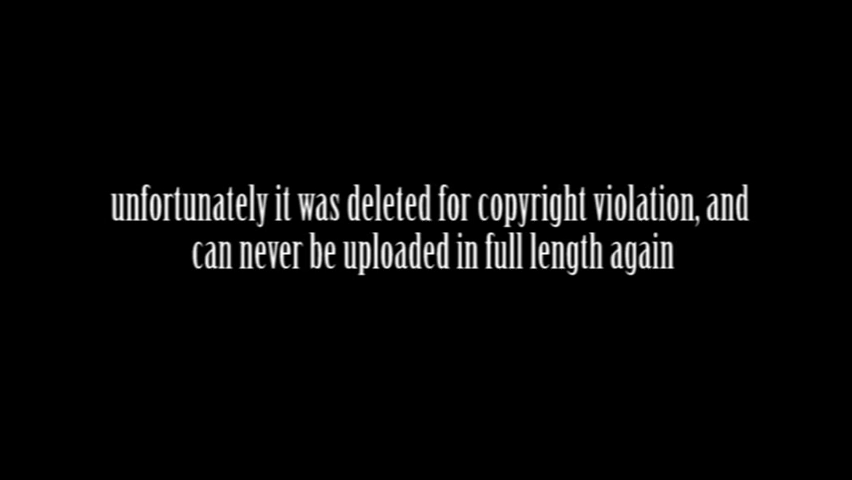 unfortunately it was deleted for copyright violation, and
can never be uploaded in full length again